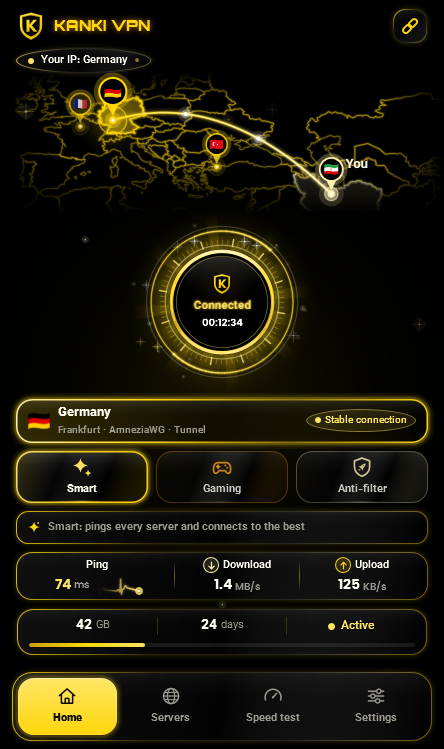 KANKI VPN
Your IP: Germany
You
K
Connected
00:12:34
Germany
Frankfurt · AmneziaWG · Tunnel
Stable connection
Smart
Gaming
Anti-filter
Smart: pings every server and connects to the best
Ping
Download
Upload
74 ms
1.4 MB/s
125 KB/s
42 GB
24 days
Active
Home
Servers
Speed test
Settings